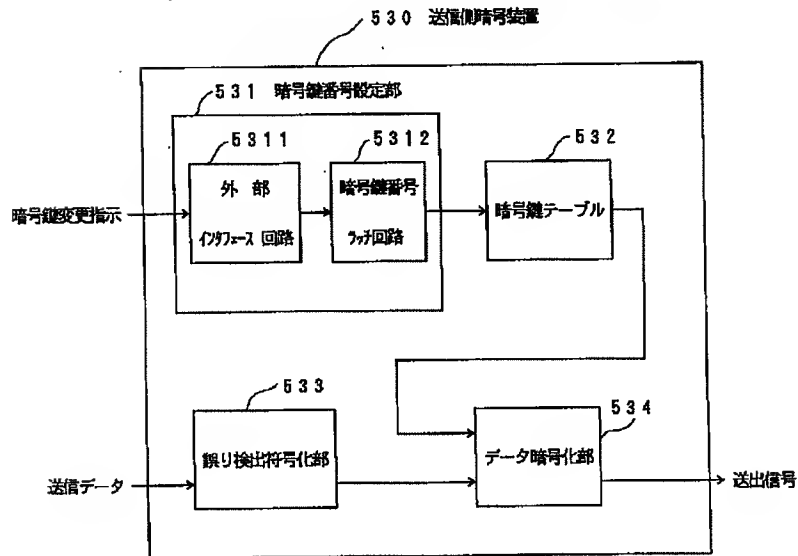 530 送信側暗号装置
531 暗号鍵番号設定部
5311
5312
532
外部
インタフェース 回路
暗号鍵番号
ラッチ回路
暗号鍵テーブル
暗号鍵変更指示
533
534
誤り検出符号化部
データ暗号化部
送信データ
送出信号